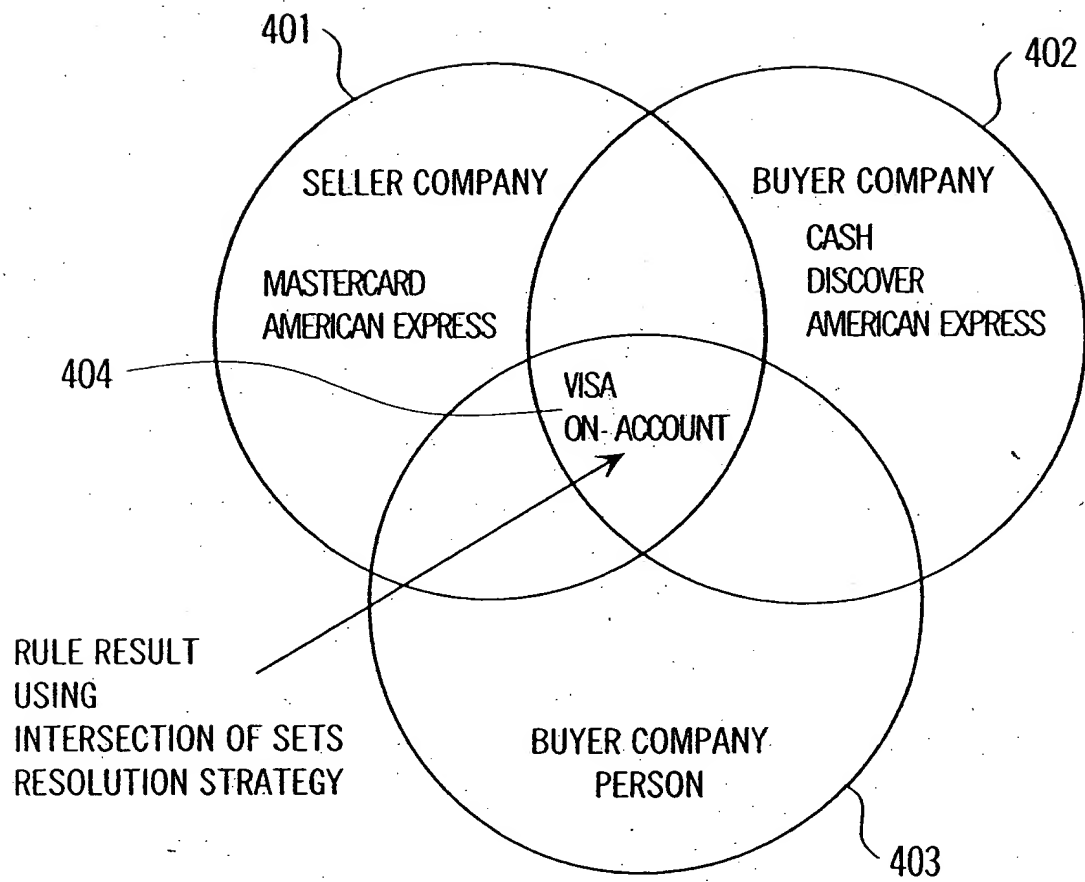 401
402
SELLER COMPANY
MASTERCARD
AMERICAN EXPRESS
BUYER COMPANY
CASH
DISCOVER
AMERICAN EXPRESS
404
VISA
ON-ACCOUNT
RULE RESULT
USING
INTERSECTION OF SETS
RESOLUTION STRATEGY
BUYER COMPANY
PERSON
403